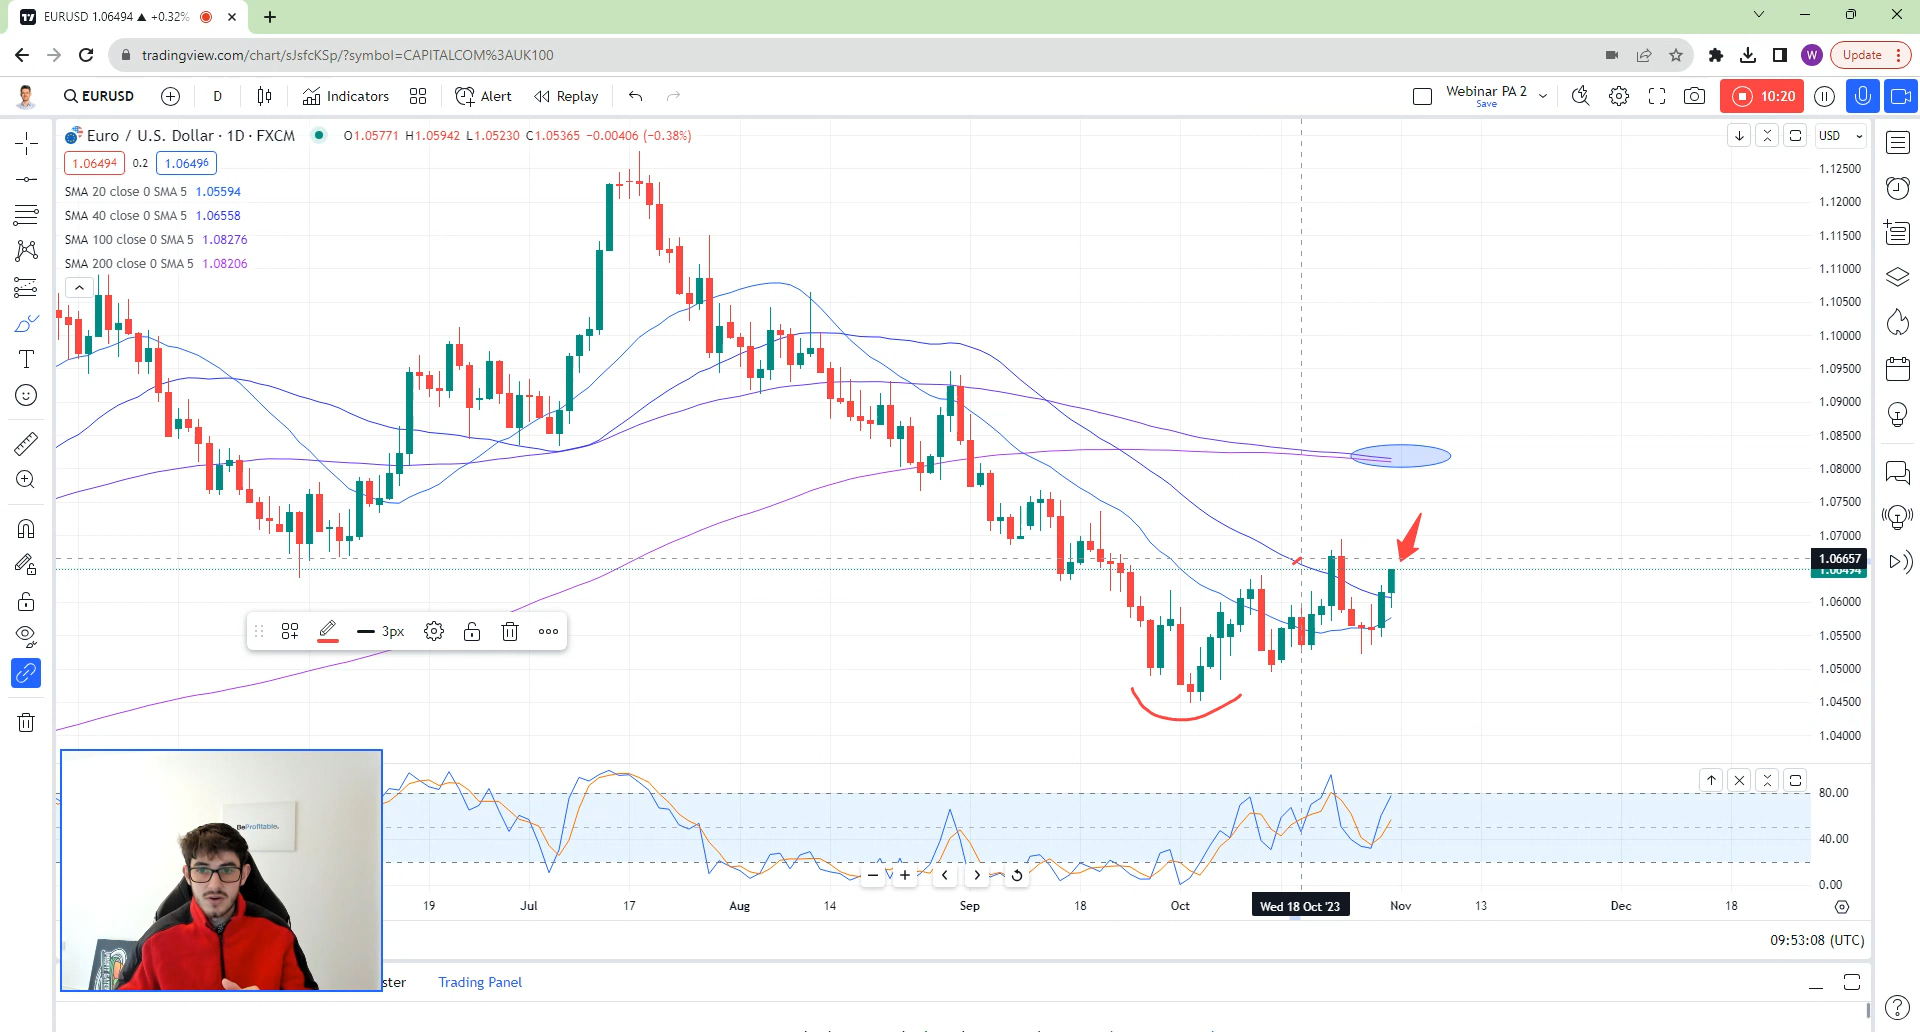 EURUSD 1.06494 ▲ +0.32%
tradingview.com/chart/sJsfcKSp/?symbol=CAPITALCOM%3AUK100
W
Update
EURUSD
D
Indicators
Alert
Replay
Webinar PA 2
Save
10:20
Euro / U.S. Dollar · 1D · FXCM
O1.05771 H1.05942 L1.05230 C1.05365 -0.00406 (-0.38%)
USD
1.06494
0.2
1.06496
SMA 20 close 0 SMA 5 1.05594
SMA 40 close 0 SMA 5 1.06558
SMA 100 close 0 SMA 5 1.08276
SMA 200 close 0 SMA 5 1.08206
1.12500
1.12000
1.11500
1.11000
1.10500
1.10000
1.09500
1.09000
1.08500
1.08000
1.07500
1.07000
1.06657
1.06494
1.06000
1.05500
1.05000
1.04500
1.04000
3px
80.00
40.00
0.00
BeProfitable.
19
Jul
17
Aug
14
Sep
18
Oct
Wed 18 Oct '23
Nov
13
Dec
18
09:53:08 (UTC)
ster
Trading Panel